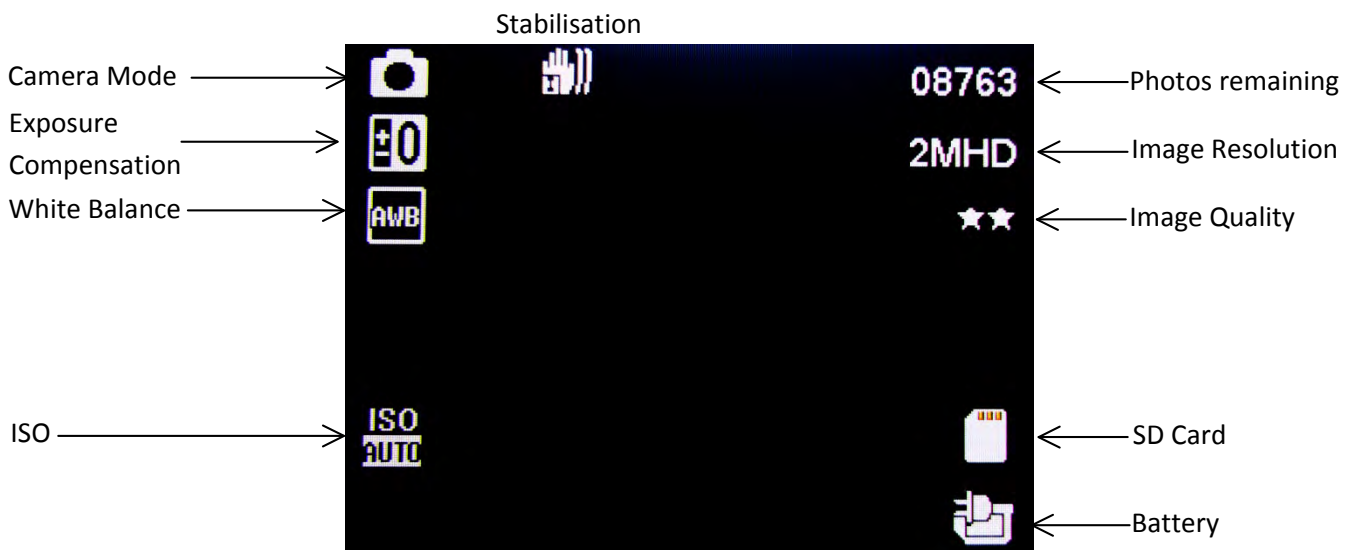 Stabilisation
Camera Mode
08763
Photos remaining
Exposure
Compensation
±0
2MHD
Image Resolution
White Balance
AWB
Image Quality
ISO
ISO
AUTO
SD Card
Battery